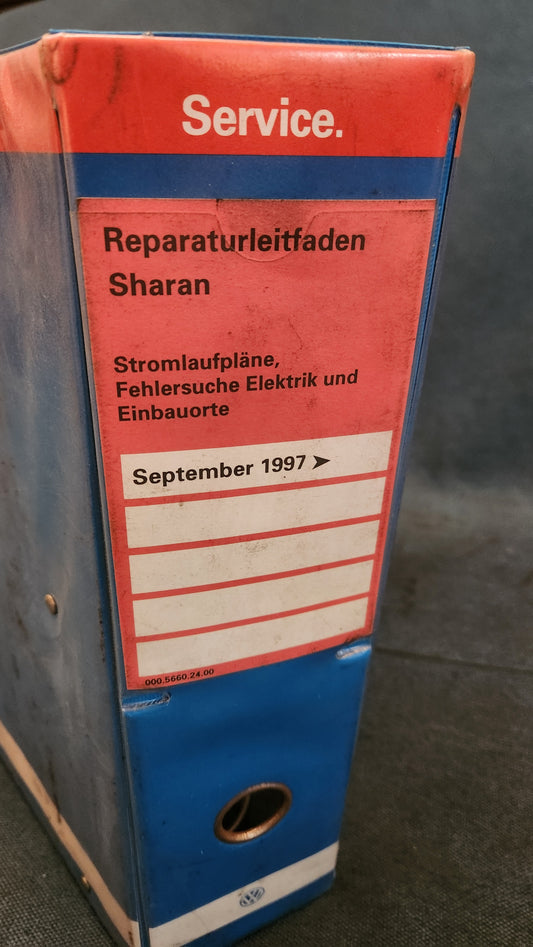 Service.
Reparaturleitfaden
Sharan
Stromlaufpläne,
Fehlersuche Elektrik und
Einbauorte
September 1997 ➤
000.5660.24.00